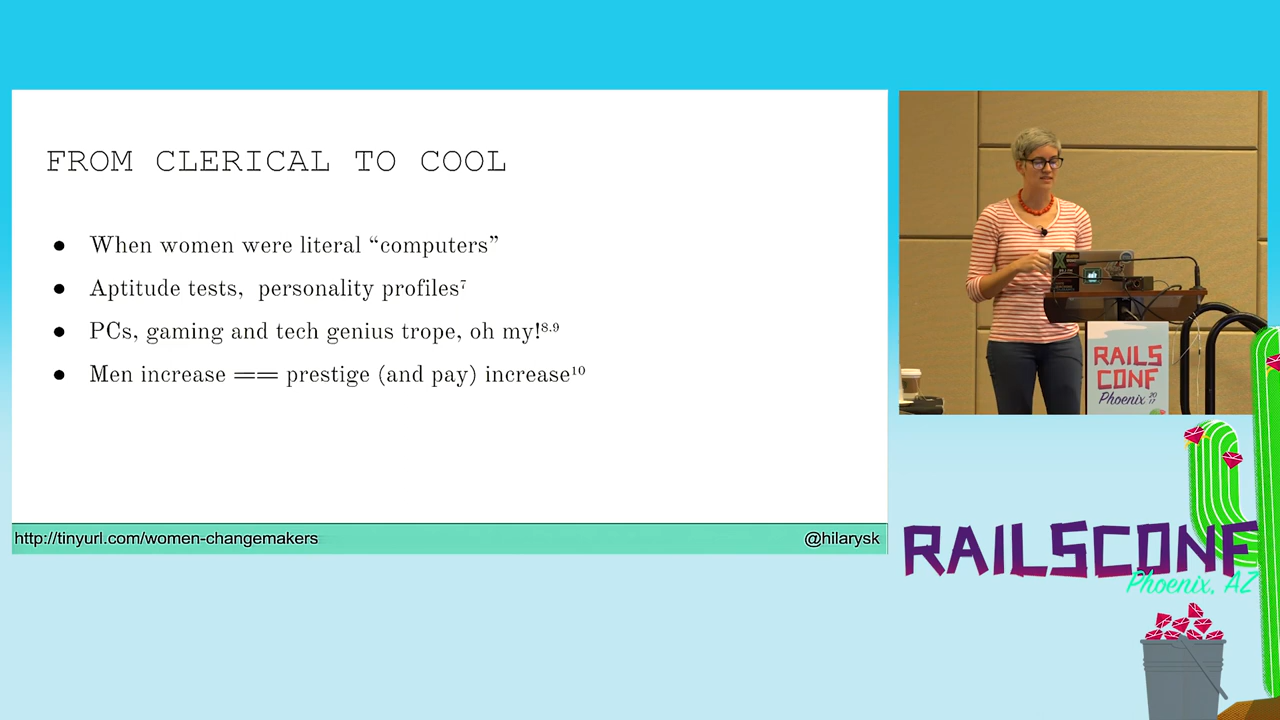 FROM CLERICAL TO COOL
● When women were literal “computers”
● Aptitude tests,  personality profiles⁷
● PCs, gaming and tech genius trope, oh my!⁸·⁹
● Men increase == prestige (and pay) increase¹⁰
http://tinyurl.com/women-changemakers
@hilarysk
RAILS
CONF
Phoenix 20
17
RAILSCONF
Phoenix, AZ